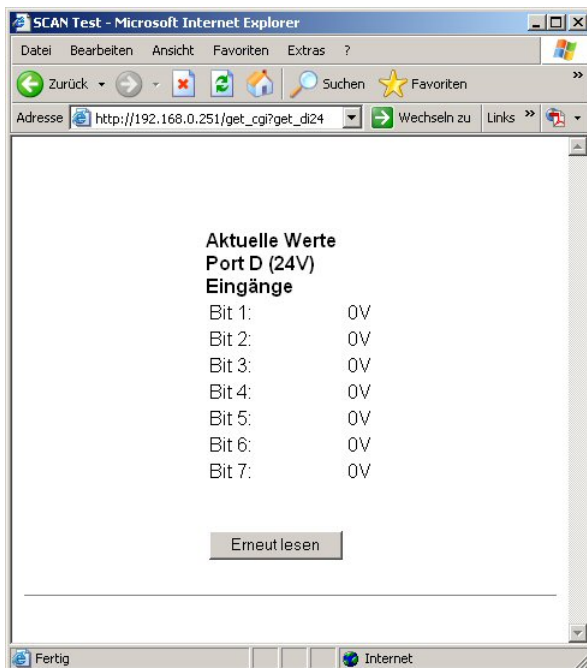 SCAN Test - Microsoft Internet Explorer
Datei Bearbeiten Ansicht Favoriten Extras ?
Zurück Suchen Favoriten »
Adresse http://192.168.0.251/get_cgi?get_di24 Wechseln zu Links »
Aktuelle Werte
Port D (24V)
Eingänge
Bit 1: 0V
Bit 2: 0V
Bit 3: 0V
Bit 4: 0V
Bit 5: 0V
Bit 6: 0V
Bit 7: 0V
Erneut lesen
Fertig Internet